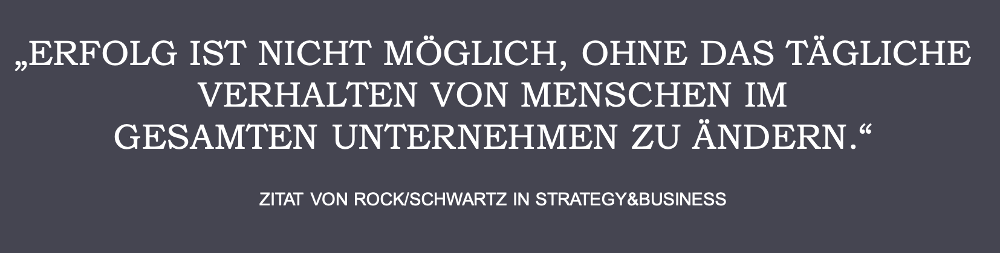 „ERFOLG IST NICHT MÖGLICH, OHNE DAS TÄGLICHE
VERHALTEN VON MENSCHEN IM
GESAMTEN UNTERNEHMEN ZU ÄNDERN.“
ZITAT VON ROCK/SCHWARTZ IN STRATEGY&BUSINESS